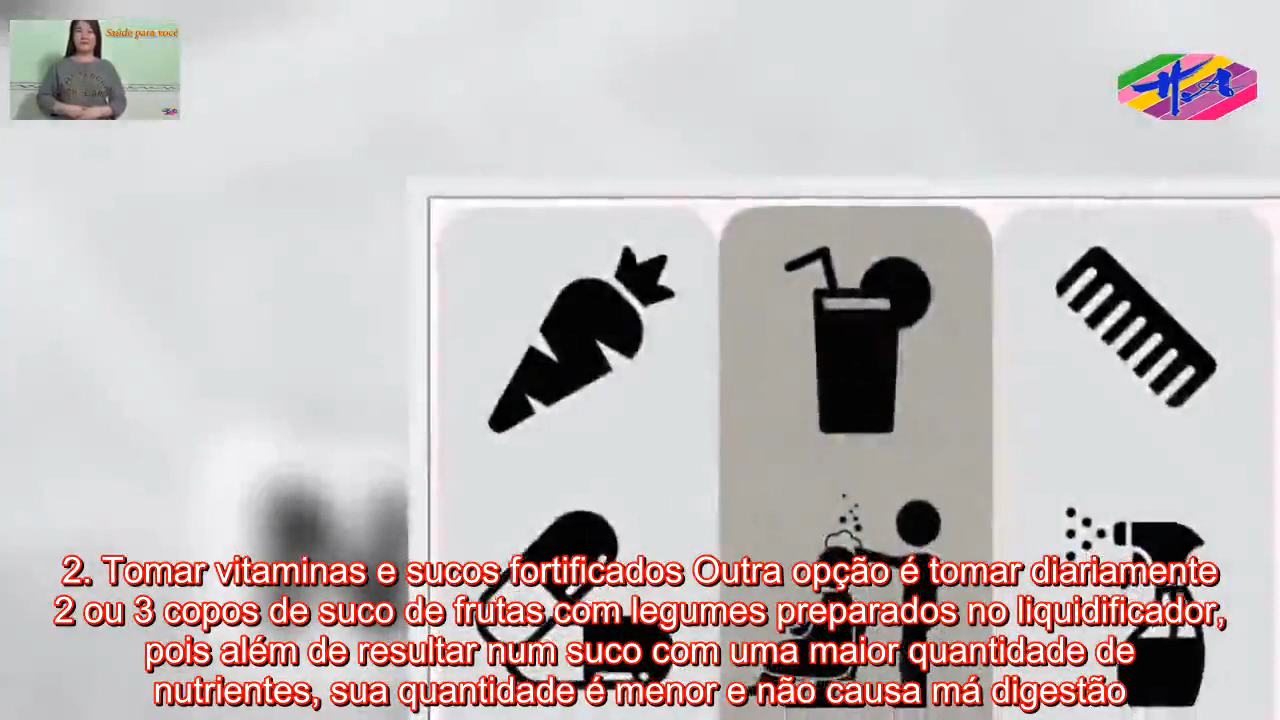 Saúde para você
HA
2. Tomar vitaminas e sucos fortificados Outra opção é tomar diariamente
2 ou 3 copos de suco de frutas com legumes preparados no liquidificador,
pois além de resultar num suco com uma maior quantidade de
nutrientes, sua quantidade é menor e não causa má digestão